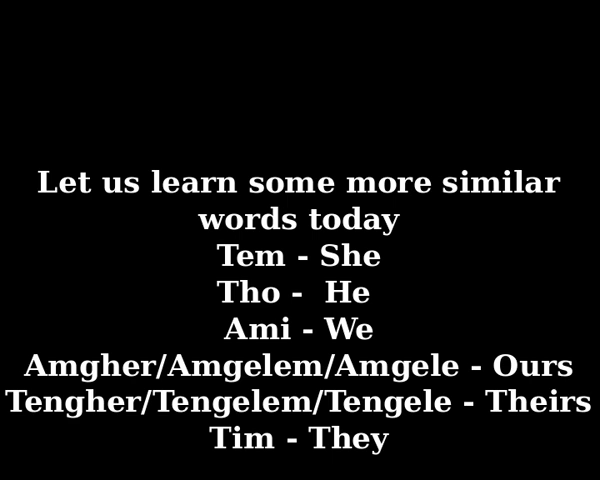 Let us learn some more similar
words today
Tem - She
Tho -  He
Ami - We
Amgher/Amgelem/Amgele - Ours
Tengher/Tengelem/Tengele - Theirs
Tim - They